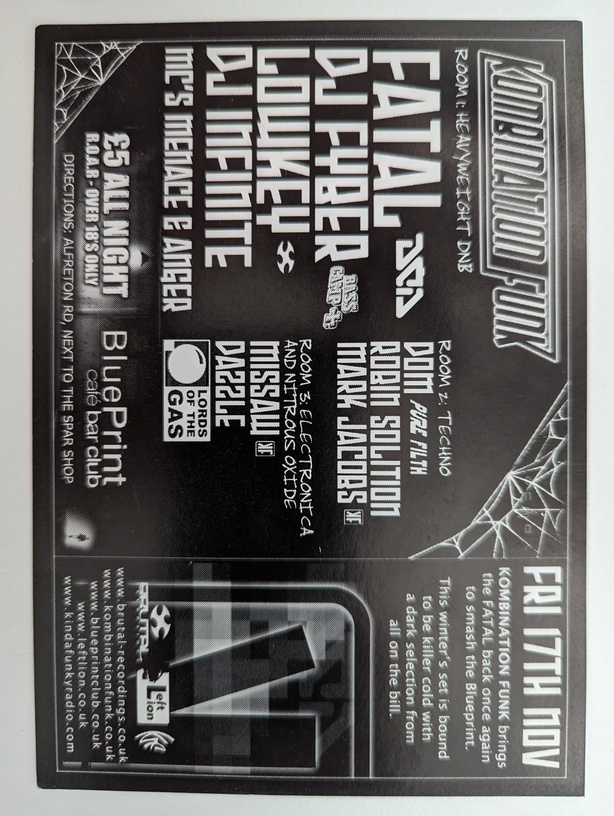 KOMBINATION FUNK
ROOM 1: HEAVYWEIGHT DNB
FATAL
DJ FYBER BASS CAMP
LOWKEY
DJ INFINITE
MC'S MENACE & ANGER
ROOM 2: TECHNO
DOM PURE FILTH
ROBIN SOLITION
MARK JACOBS KF
ROOM 3: ELECTRONICA
AND NITROUS OXIDE
MISSAW KF
DAZZLE
LORDS
OF THE
GAS
£5 ALL NIGHT
R.O.A.R - OVER 18'S ONLY
BluePrint
café bar club
DIRECTIONS: ALFRETON RD, NEXT TO THE SPAR SHOP
FRI 17TH NOV
KOMBINATION FUNK brings
the FATAL back once again
to smash the Blueprint.
This winter's set is bound
to be killer cold with
a dark selection from
all on the bill.
BRUTAL
Left
lion
www.brutal-recordings.co.uk
www.kombinationfunk.co.uk
www.blueprintclub.co.uk
www.leftlion.co.uk
www.kindafunkyradio.com